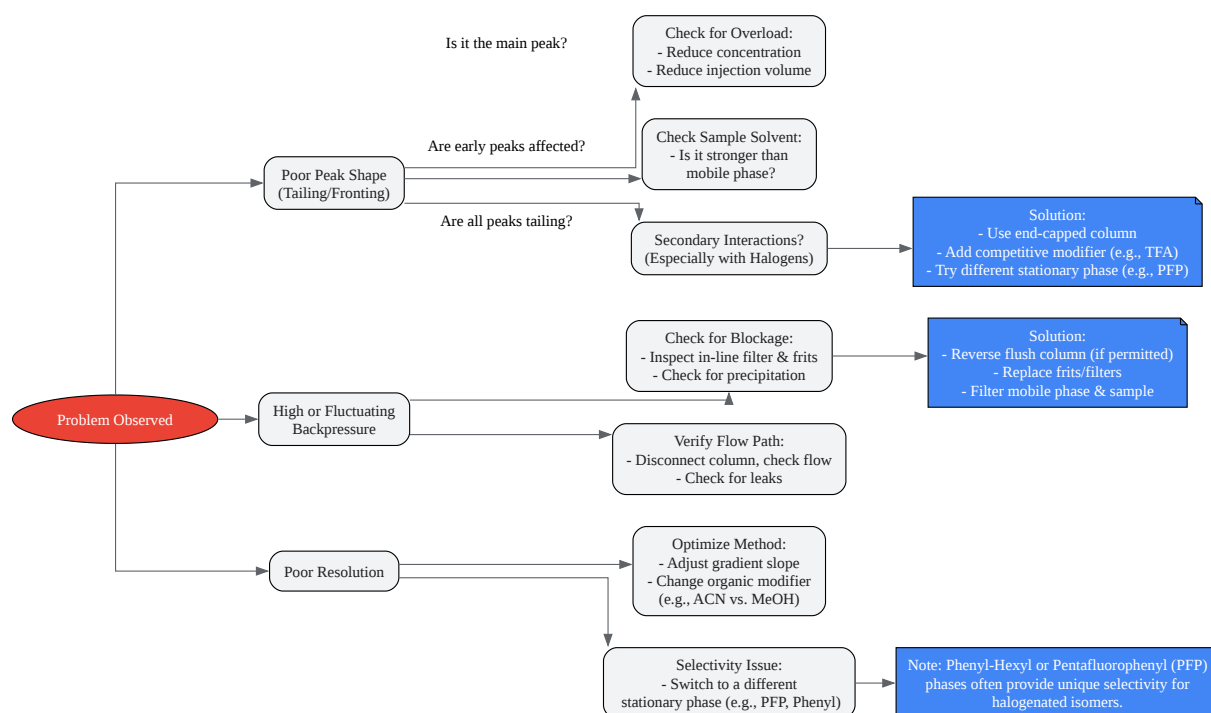 Is it the main peak?
Check for Overload:
- Reduce concentration
- Reduce injection volume
Are early peaks affected?
Check Sample Solvent:
- Is it stronger than
mobile phase?
Poor Peak Shape
(Tailing/Fronting)
Are all peaks tailing?
Secondary Interactions?
(Especially with Halogens)
Solution:
- Use end-capped column
- Add competitive modifier (e.g., TFA)
- Try different stationary phase (e.g., PFP)
Problem Observed
High or Fluctuating
Backpressure
Check for Blockage:
- Inspect in-line filter & frits
- Check for precipitation
Solution:
- Reverse flush column (if permitted)
- Replace frits/filters
- Filter mobile phase & sample
Verify Flow Path:
- Disconnect column, check flow
- Check for leaks
Poor Resolution
Optimize Method:
- Adjust gradient slope
- Change organic modifier
(e.g., ACN vs. MeOH)
Selectivity Issue:
- Switch to a different
stationary phase (e.g., PFP, Phenyl)
Note: Phenyl-Hexyl or Pentafluorophenyl (PFP)
phases often provide unique selectivity for
halogenated isomers.